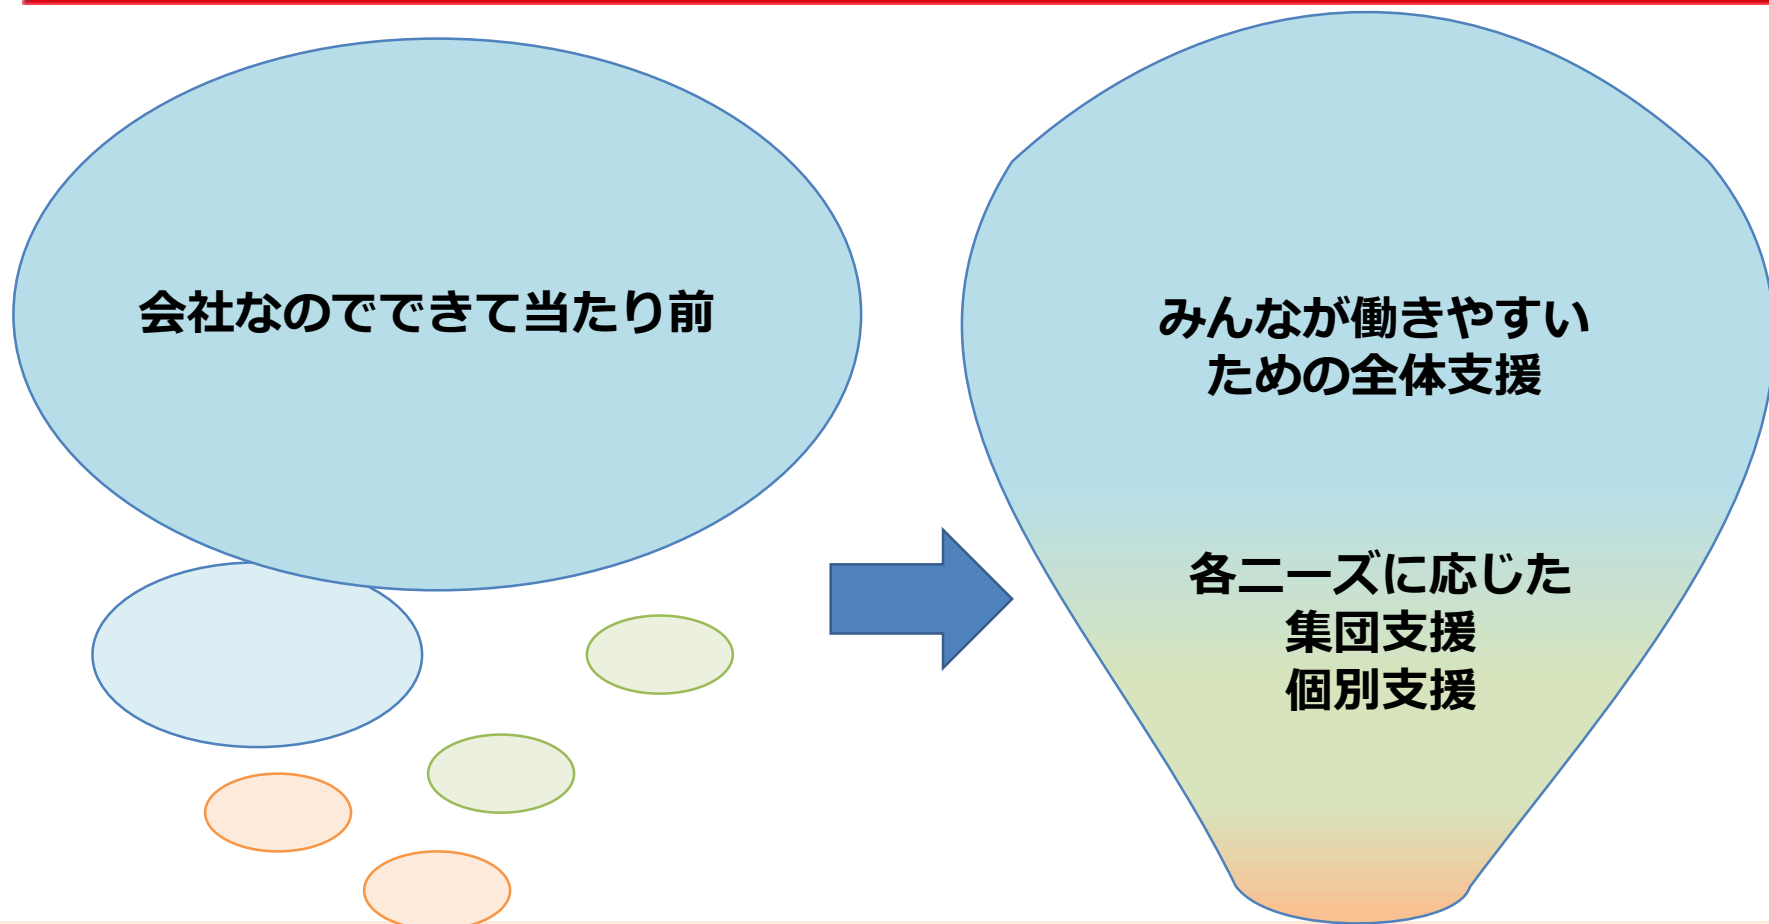 会社なのでできて当たり前
みんなが働きやすい
ための全体支援
各ニーズに応じた
集団支援
個別支援